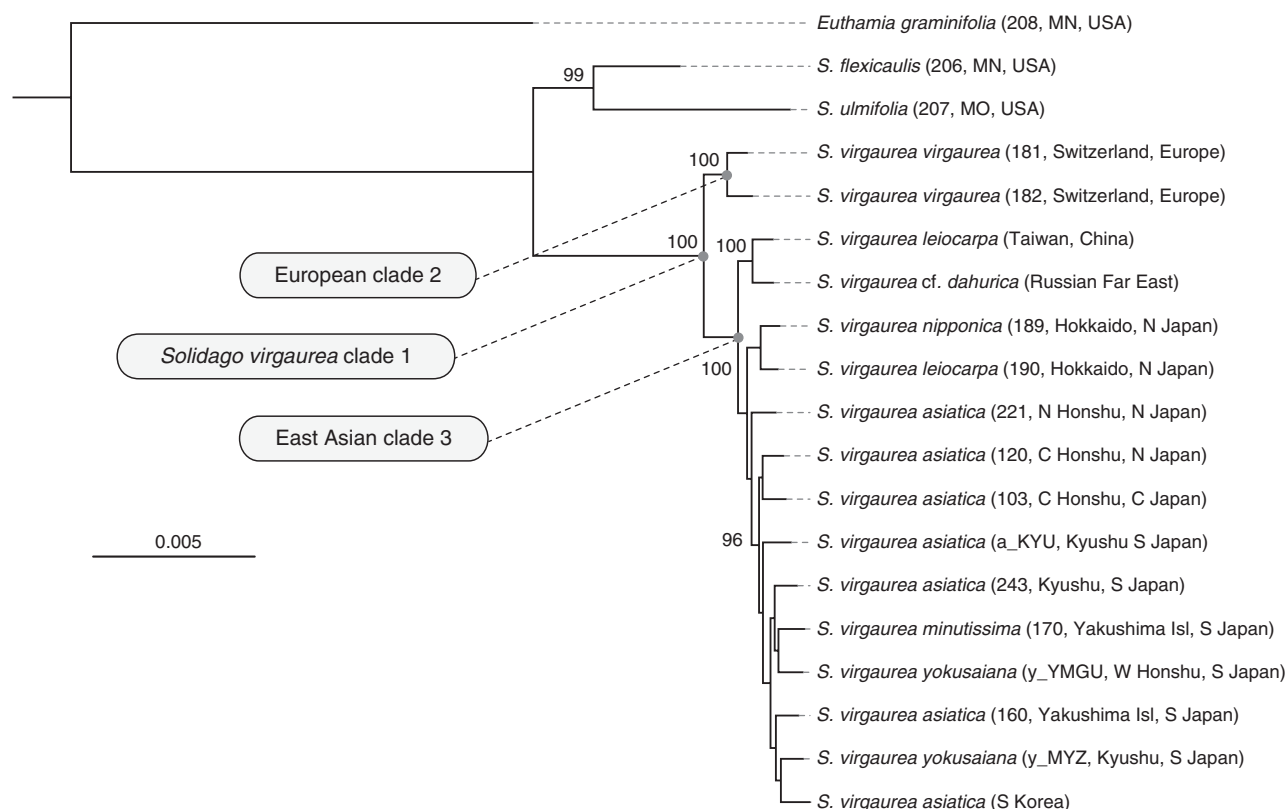 Euthamia graminifolia (208, MN, USA)
S. flexicaulis (206, MN, USA)
99
S. ulmifolia (207, MO, USA)
S. virgaurea virgaurea (181, Switzerland, Europe)
100
S. virgaurea virgaurea (182, Switzerland, Europe)
S. virgaurea leiocarpa (Taiwan, China)
100
100
European clade 2
S. virgaurea cf. dahurica (Russian Far East)
S. virgaurea nipponica (189, Hokkaido, N Japan)
Solidago virgaurea clade 1
S. virgaurea leiocarpa (190, Hokkaido, N Japan)
100
S. virgaurea asiatica (221, N Honshu, N Japan)
East Asian clade 3
S. virgaurea asiatica (120, C Honshu, N Japan)
S. virgaurea asiatica (103, C Honshu, C Japan)
0.005
96
S. virgaurea asiatica (a_KYU, Kyushu S Japan)
S. virgaurea asiatica (243, Kyushu, S Japan)
S. virgaurea minutissima (170, Yakushima Isl, S Japan)
S. virgaurea yokusaiana (y_YMGU, W Honshu, S Japan)
S. virgaurea asiatica (160, Yakushima Isl, S Japan)
S. virgaurea yokusaiana (y_MYZ, Kyushu, S Japan)
S. virgaurea asiatica (S Korea)